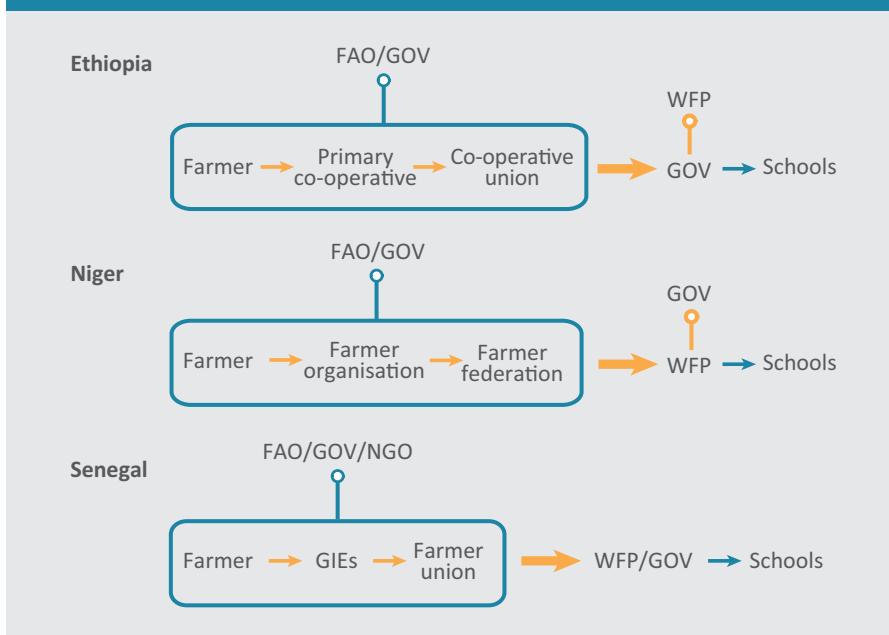 Ethiopia
FAO/GOV
Farmer
Primary
co-operative
Co-operative
union
WFP
GOV
Schools
Niger
FAO/GOV
Farmer
Farmer
organisation
Farmer
federation
GOV
WFP
Schools
Senegal
FAO/GOV/NGO
Farmer
GIEs
Farmer
union
WFP/GOV
Schools